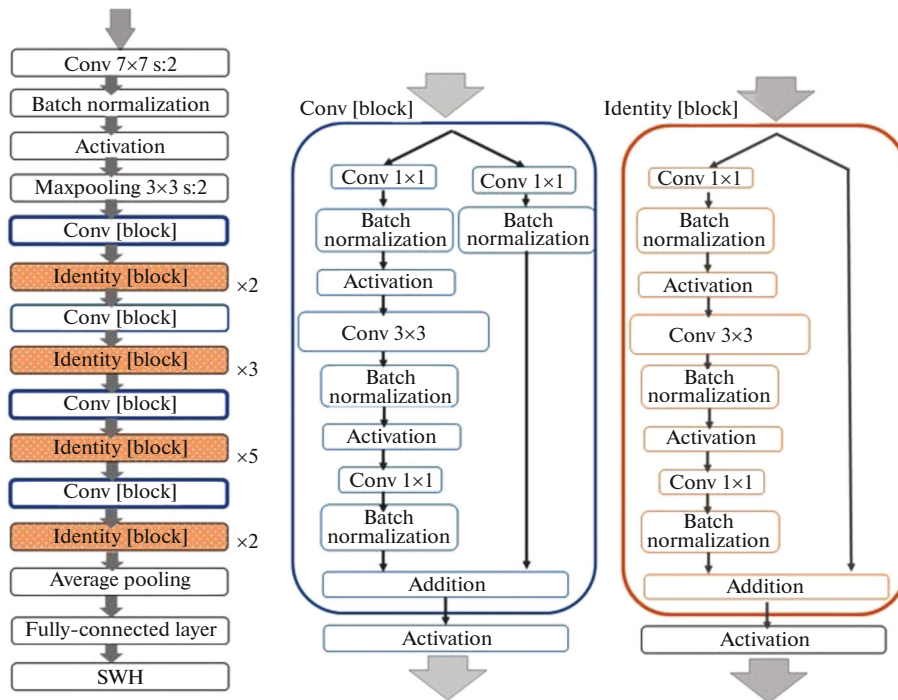 Conv 7×7 s:2
Batch normalization
Activation
Maxpooling 3×3 s:2
Conv [block]
Identity [block]
×2
Conv [block]
Identity [block]
×3
Conv [block]
Identity [block]
×5
Conv [block]
Identity [block]
×2
Average pooling
Fully-connected layer
SWH
Conv [block]
Conv 1×1
Conv 1×1
Batch
normalization
Batch
normalization
Activation
Conv 3×3
Batch
normalization
Activation
Conv 1×1
Batch
normalization
Addition
Activation
Identity [block]
Conv 1×1
Batch
normalization
Activation
Conv 3×3
Batch
normalization
Activation
Conv 1×1
Batch
normalization
Addition
Activation